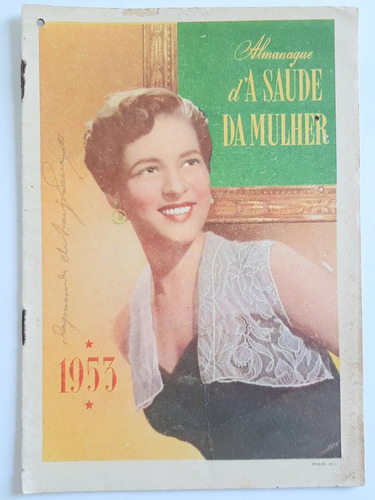 Almanaque
d'A SAÚDE
DA MULHER
1953